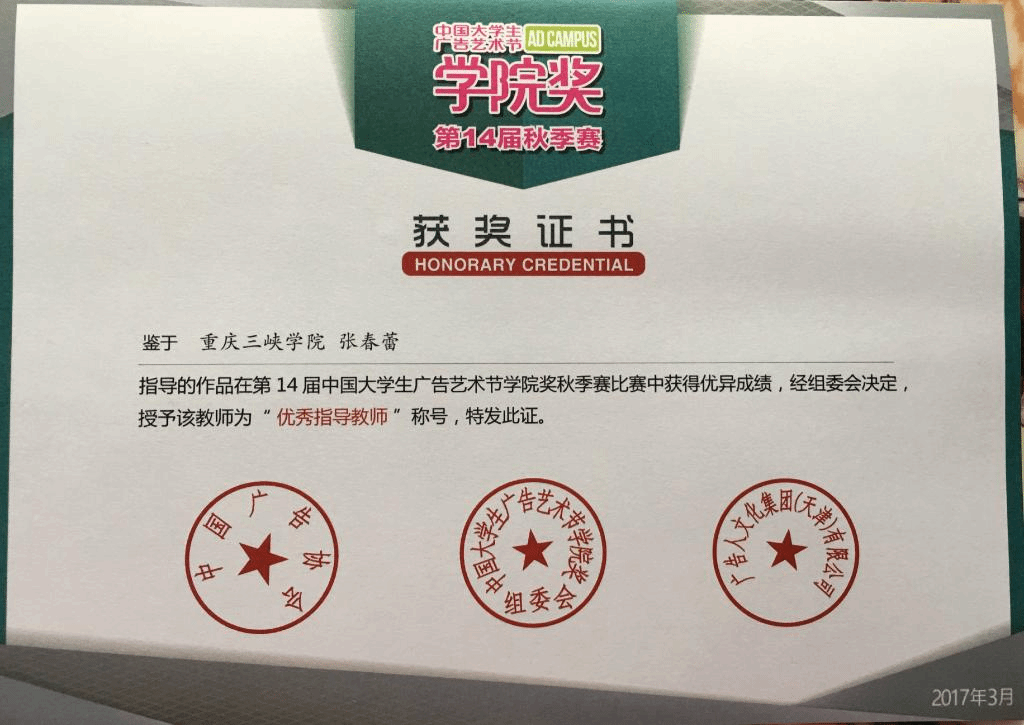 中国大学生
广告艺术节 AD CAMPUS
学院奖
第14届秋季赛
获奖证书
HONORARY CREDENTIAL
鉴于 重庆三峡学院 张春蕾
指导的作品在第 14 届中国大学生广告艺术节学院奖秋季赛比赛中获得优异成绩，经组委会决定，
授予该教师为“优秀指导教师”称号，特发此证。
中国广告协会
中国大学生广告艺术节学院奖
组委会
广告人文化集团(天津)有限公司
2017年3月